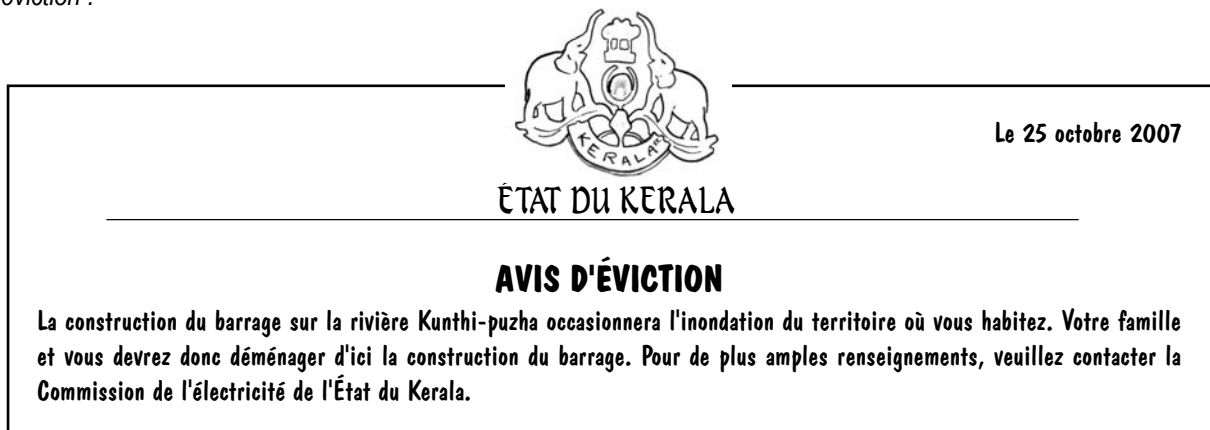 éviction :
KERALA
Le 25 octobre 2007
ÉTAT DU KERALA
AVIS D'ÉVICTION
La construction du barrage sur la rivière Kunthi-puzha occasionnera l'inondation du territoire où vous habitez. Votre famille
et vous devrez donc déménager d'ici la construction du barrage. Pour de plus amples renseignements, veuillez contacter la
Commission de l'électricité de l'État du Kerala.